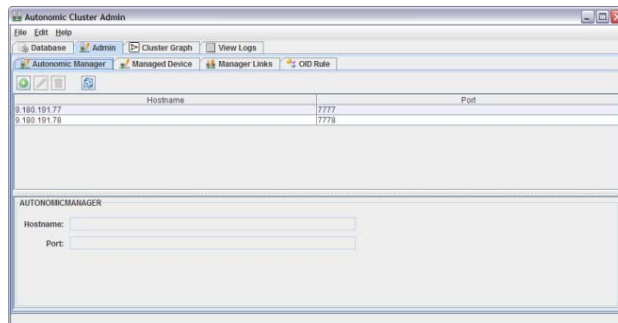 Autonomic Cluster Admin
File Edit Help
Database Admin Cluster Graph View Logs
Autonomic Manager Managed Device Manager Links OID Rule
Hostname Port
9.180.191.77 7777
9.180.191.78 7778
AUTONOMICMANAGER
Hostname:
Port: